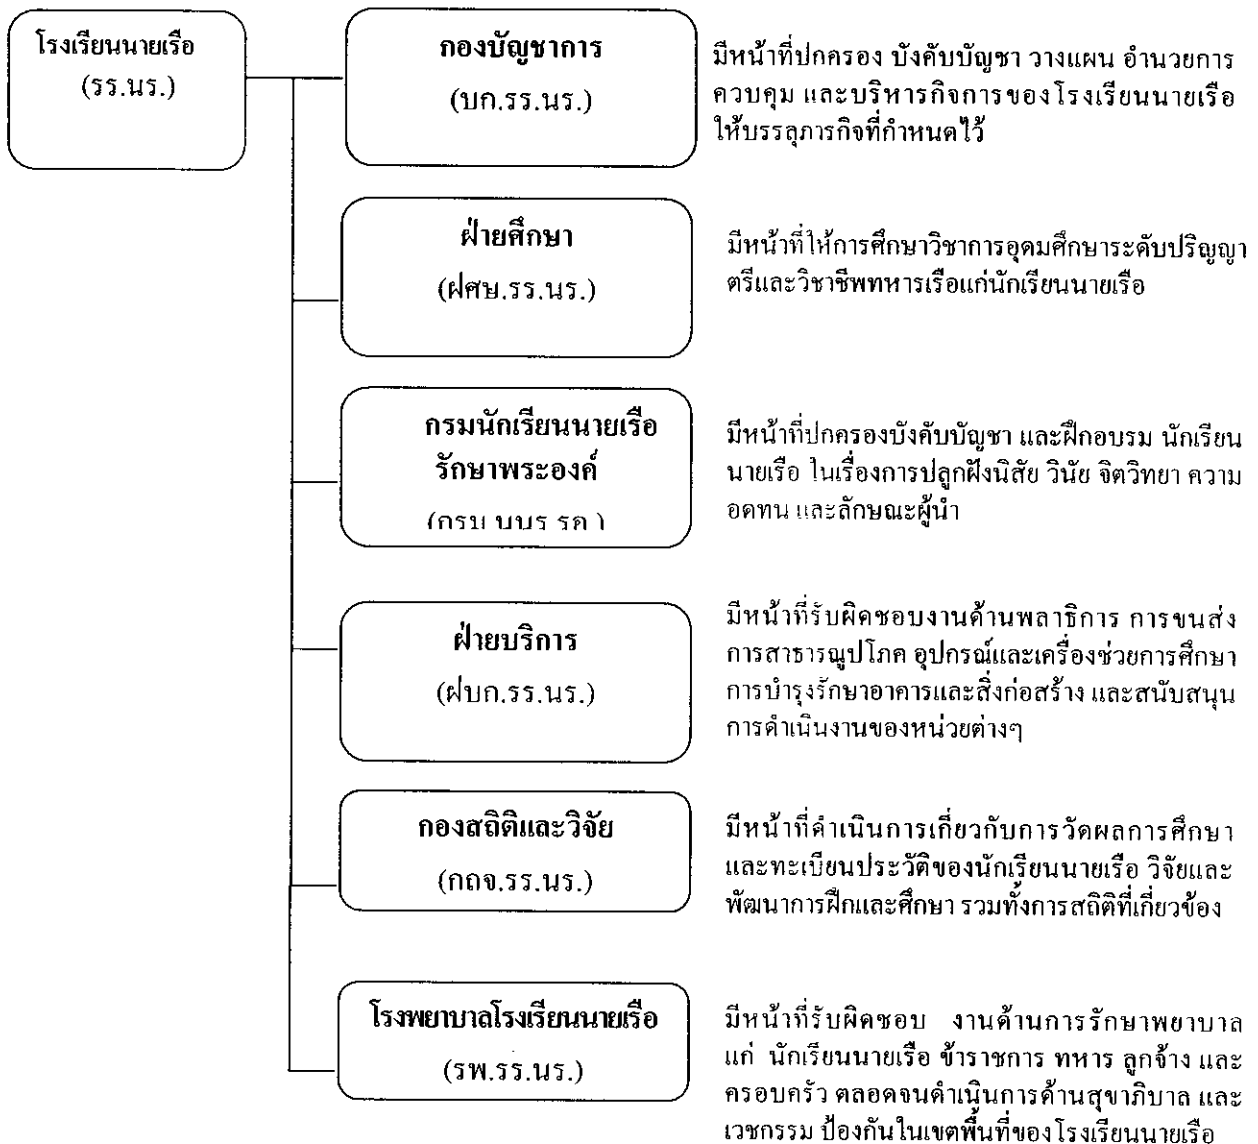 โรงเรียนนายเรือ
(รร.นร.)
กองบัญชาการ
(บก.รร.นร.)
มีหน้าที่ปกครอง บังคับบัญชา วางแผน อำนวยการ
ควบคุม และบริหารกิจการของโรงเรียนนายเรือ
ให้บรรลุภารกิจที่กำหนดไว้
ฝ่ายศึกษา
(ฝศษ.รร.นร.)
มีหน้าที่ให้การศึกษาวิชาการอุดมศึกษาระดับปริญญา
ตรีและวิชาชีพทหารเรือแก่นักเรียนนายเรือ
กรมนักเรียนนายเรือ
รักษาพระองค์
(กรม นนร รอ )
มีหน้าที่ปกครองบังคับบัญชา และฝึกอบรม นักเรียน
นายเรือ ในเรื่องการปลูกฝังนิสัย วินัย จิตวิทยา ความ
อดทน และลักษณะผู้นำ
ฝ่ายบริการ
(ฝบก.รร.นร.)
มีหน้าที่รับผิดชอบงานด้านพลาธิการ การขนส่ง
การสาธารณูปโภค อุปกรณ์และเครื่องช่วยการศึกษา
การบำรุงรักษาอาคารและสิ่งก่อสร้าง และสนับสนุน
การดำเนินงานของหน่วยต่างๆ
กองสถิติและวิจัย
(กถจ.รร.นร.)
มีหน้าที่ดำเนินการเกี่ยวกับการวัดผลการศึกษา
และทะเบียนประวัติของนักเรียนนายเรือ วิจัยและ
พัฒนาการฝึกและศึกษา รวมทั้งการสถิติที่เกี่ยวข้อง
โรงพยาบาลโรงเรียนนายเรือ
(รพ.รร.นร.)
มีหน้าที่รับผิดชอบ งานด้านการรักษาพยาบาล
แก่ นักเรียนนายเรือ ข้าราชการ ทหาร ลูกจ้าง และ
ครอบครัว ตลอดจนดำเนินการด้านสุขาภิบาล และ
เวชกรรม ป้องกันในเขตพื้นที่ของโรงเรียนนายเรือ